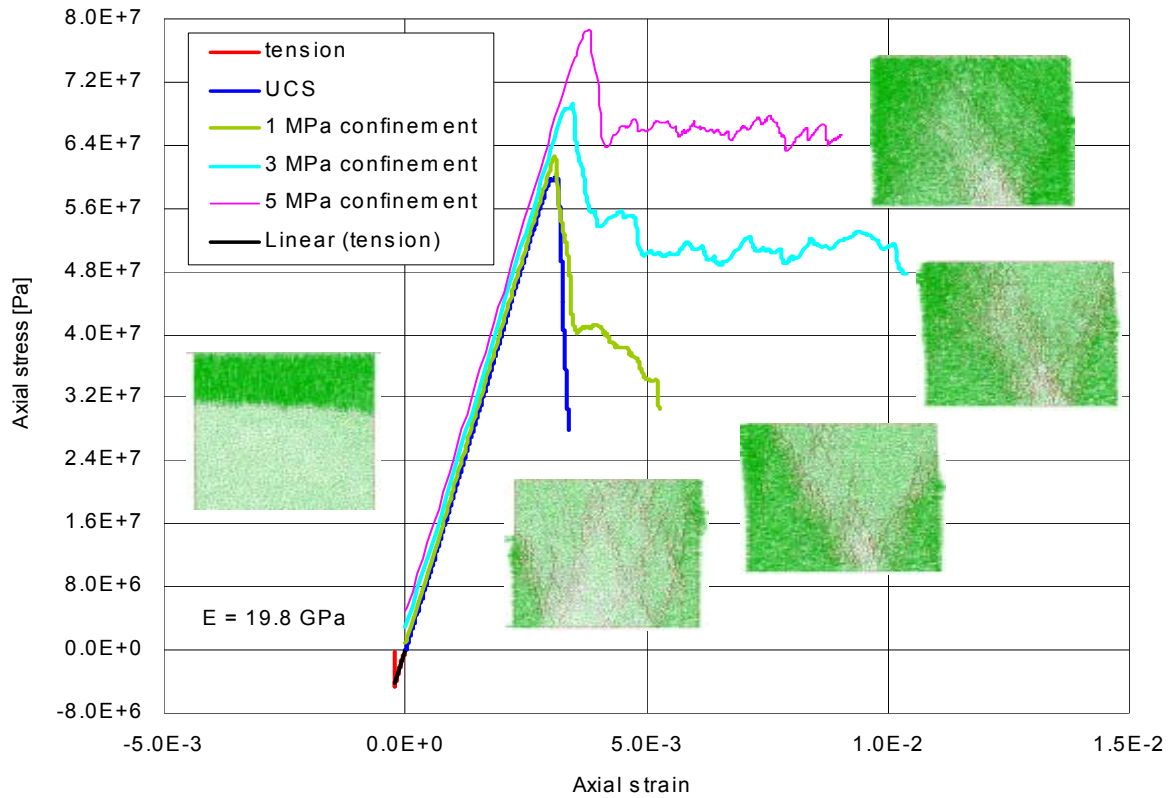 8.0E+7
7.2E+7
6.4E+7
5.6E+7
4.8E+7
4.0E+7
3.2E+7
2.4E+7
1.6E+7
8.0E+6
0.0E+0
-8.0E+6
Axial stress [Pa]
tension
UCS
1 MPa confinement
3 MPa confinement
5 MPa confinement
Linear (tension)
E = 19.8 GPa
-5.0E-3 0.0E+0 5.0E-3 1.0E-2 1.5E-2
Axial strain